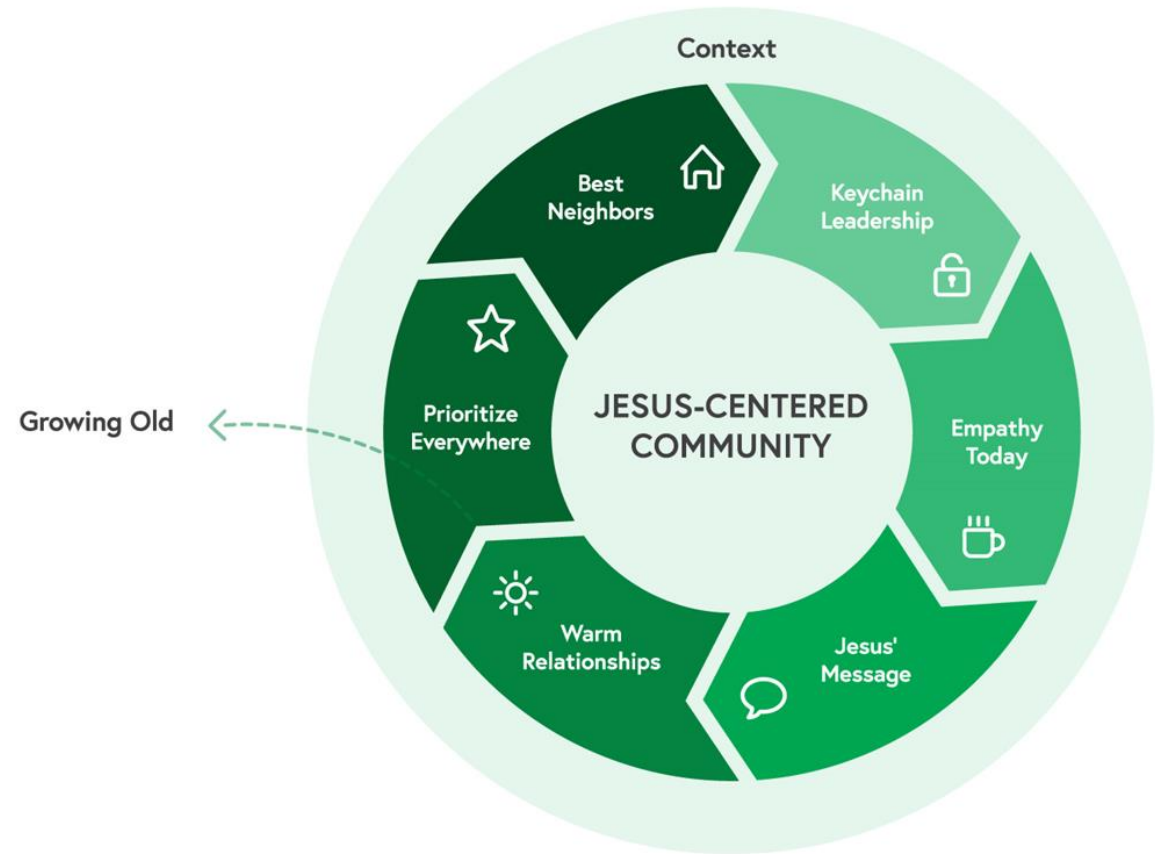 Context
Best
Neighbors
Keychain
Leadership
Growing Old
Prioritize
Everywhere
JESUS-CENTERED
COMMUNITY
Empathy
Today
Warm
Relationships
Jesus'
Message